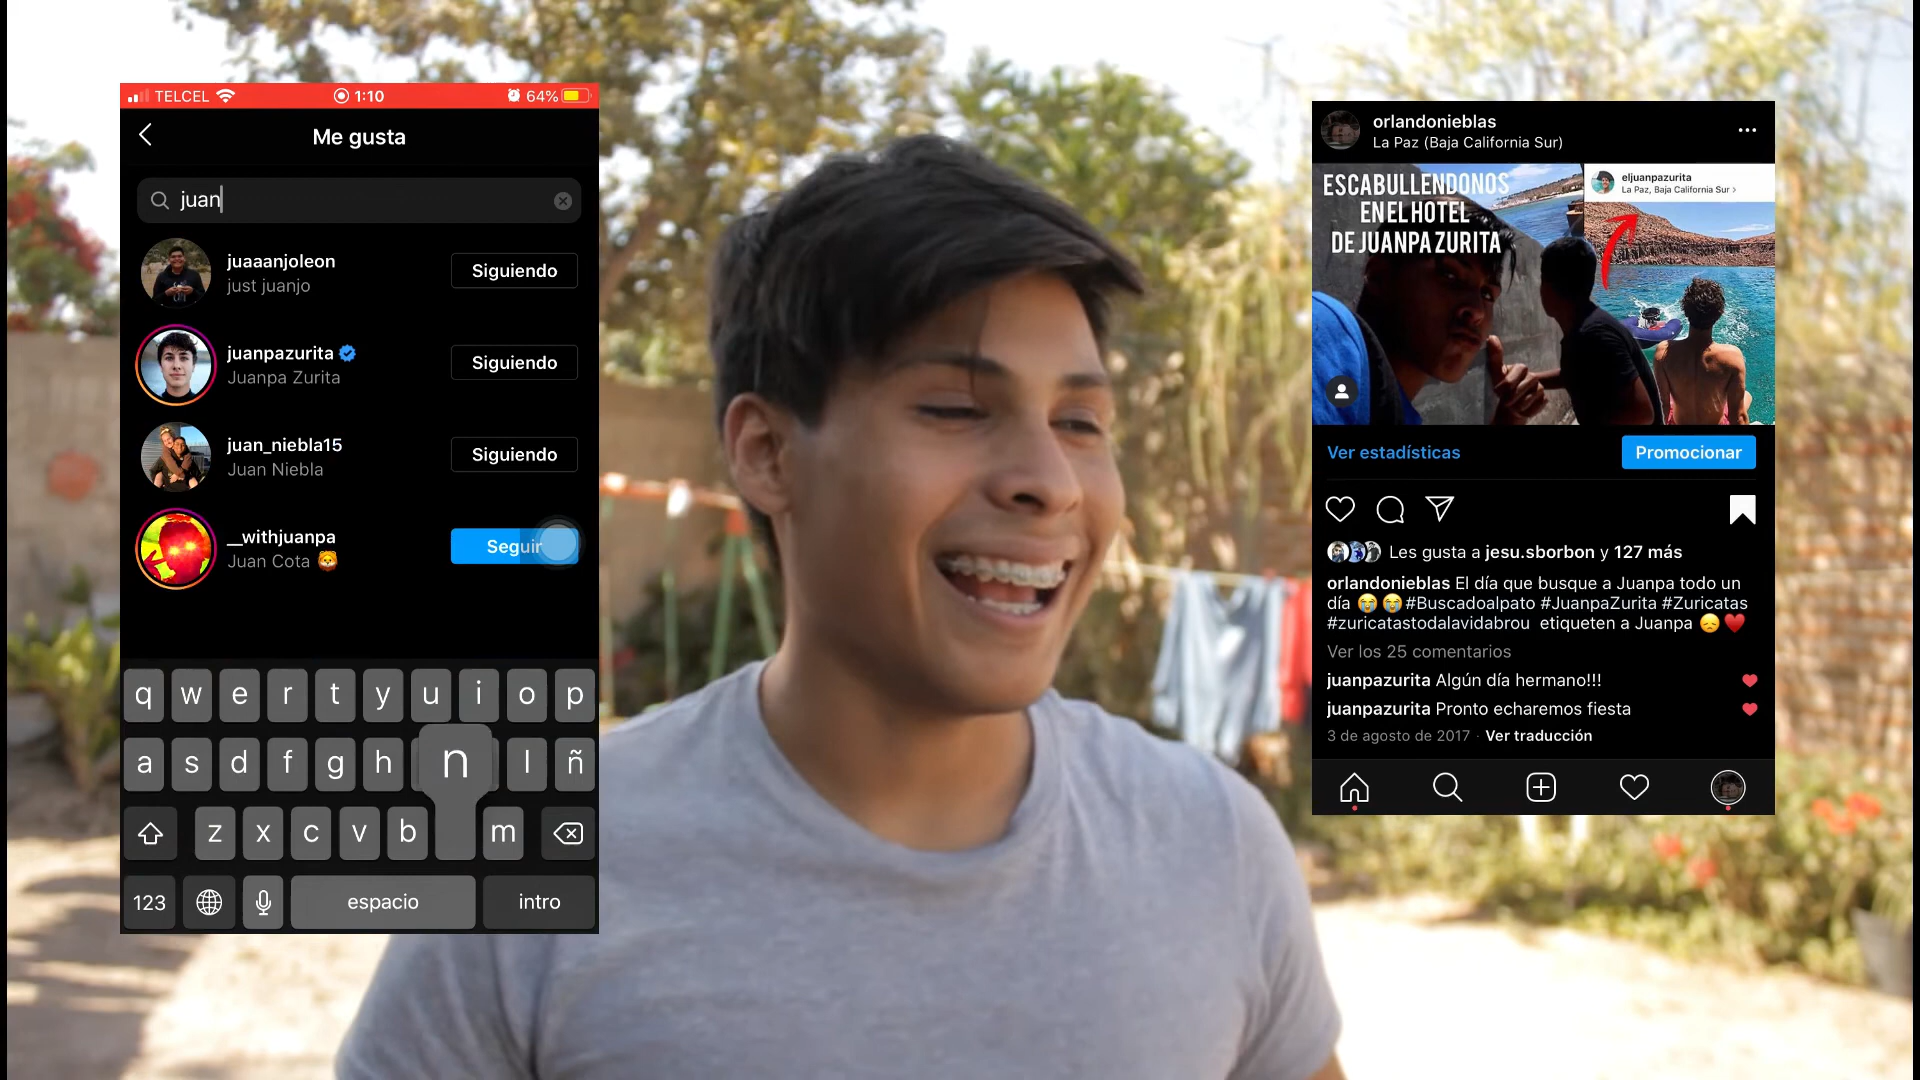 TELCEL 1:10 64%
Me gusta
juan
juaaanjoleon
just juanjo
Siguiendo
juanpazurita
Juanpa Zurita
Siguiendo
juan_niebla15
Juan Niebla
Siguiendo
__withjuanpa
Juan Cota 🦁
Seguir
q w e r t y u i o p
a s d f g h n l ñ
z x c v b m
123 espacio intro
orlandonieblas
La Paz (Baja California Sur)
ESCABULLENDONOS
EN EL HOTEL
DE JUANPA ZURITA
eljuanpazurita
La Paz, Baja California Sur >
Ver estadísticas
Promocionar
Les gusta a jesu.sborbon y 127 más
orlandonieblas El día que busque a Juanpa todo un
día 😭😭#Buscadoalpato #JuanpaZurita #Zuricatas
#zuricatastodalavidabrou etiqueten a Juanpa 😞❤️
Ver los 25 comentarios
juanpazurita Algún día hermano!!!
juanpazurita Pronto echaremos fiesta
3 de agosto de 2017 · Ver traducción